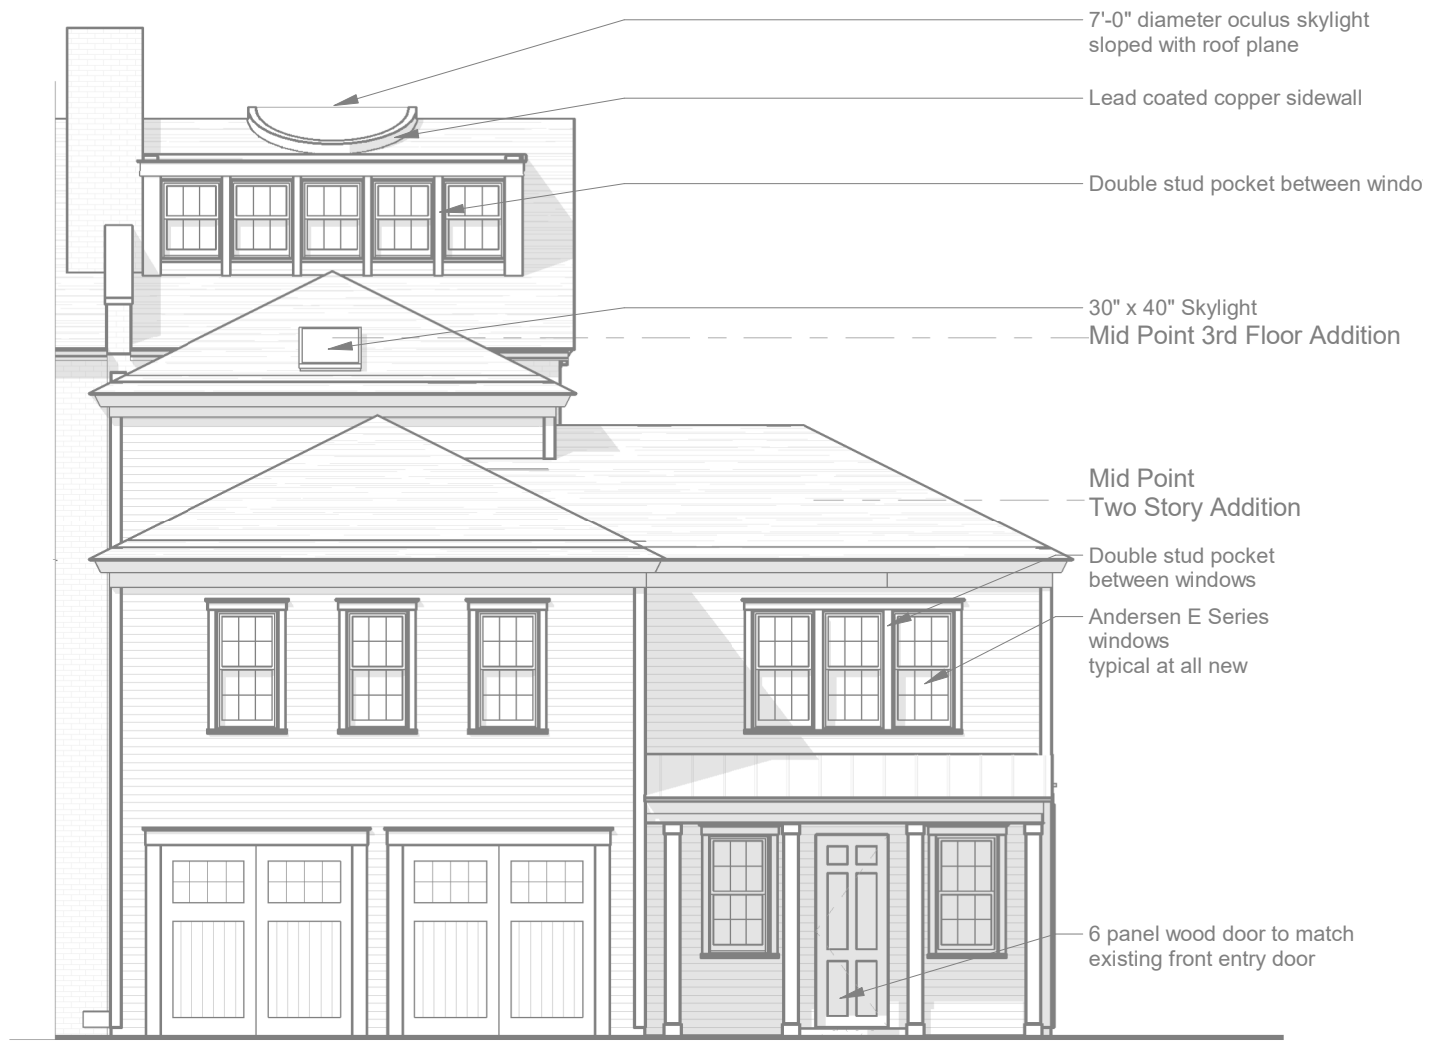 7'-0" diameter oculus skylight
sloped with roof plane
Lead coated copper sidewall
Double stud pocket between windo
30" x 40" Skylight
Mid Point 3rd Floor Addition
Mid Point
Two Story Addition
Double stud pocket
between windows
Andersen E Series
windows
typical at all new
6 panel wood door to match
existing front entry door